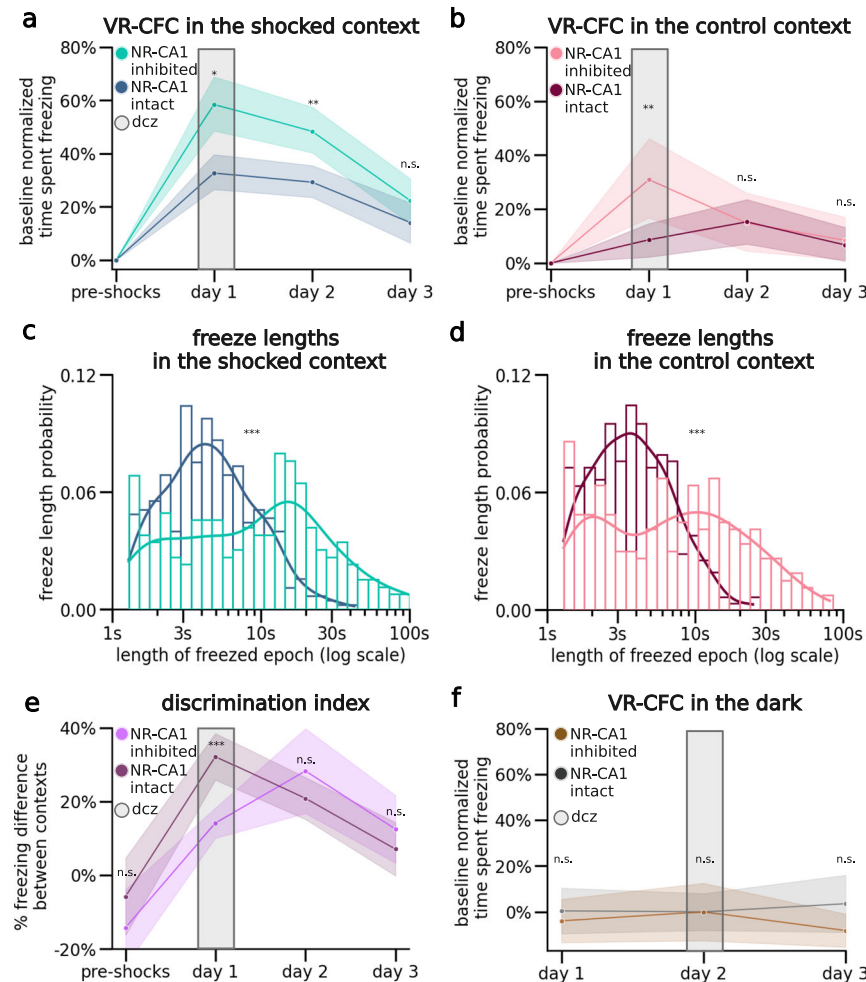 a
VR-CFC in the shocked context
80%
60%
40%
20%
0%
baseline normalized
time spent freezing
NR-CA1
inhibited
NR-CA1
intact
dcz
*
**
n.s.
pre-shocks
day 1
day 2
day 3
b
VR-CFC in the control context
80%
60%
40%
20%
0%
baseline normalized
time spent freezing
NR-CA1
inhibited
NR-CA1
intact
**
n.s.
n.s.
pre-shocks
day 1
day 2
day 3
c
freeze lengths
in the shocked context
0.12
0.06
0.00
freeze length probability
***
1s
3s
10s
30s
100s
length of freezed epoch (log scale)
d
freeze lengths
in the control context
0.12
0.06
0.00
freeze length probability
***
1s
3s
10s
30s
100s
length of freezed epoch (log scale)
e
discrimination index
40%
20%
0%
-20%
% freezing difference
between contexts
NR-CA1
inhibited
NR-CA1
intact
dcz
n.s.
***
n.s.
n.s.
pre-shocks
day 1
day 2
day 3
f
VR-CFC in the dark
80%
60%
40%
20%
0%
baseline normalized
time spent freezing
NR-CA1
inhibited
NR-CA1
intact
dcz
n.s.
n.s.
n.s.
day 1
day 2
day 3